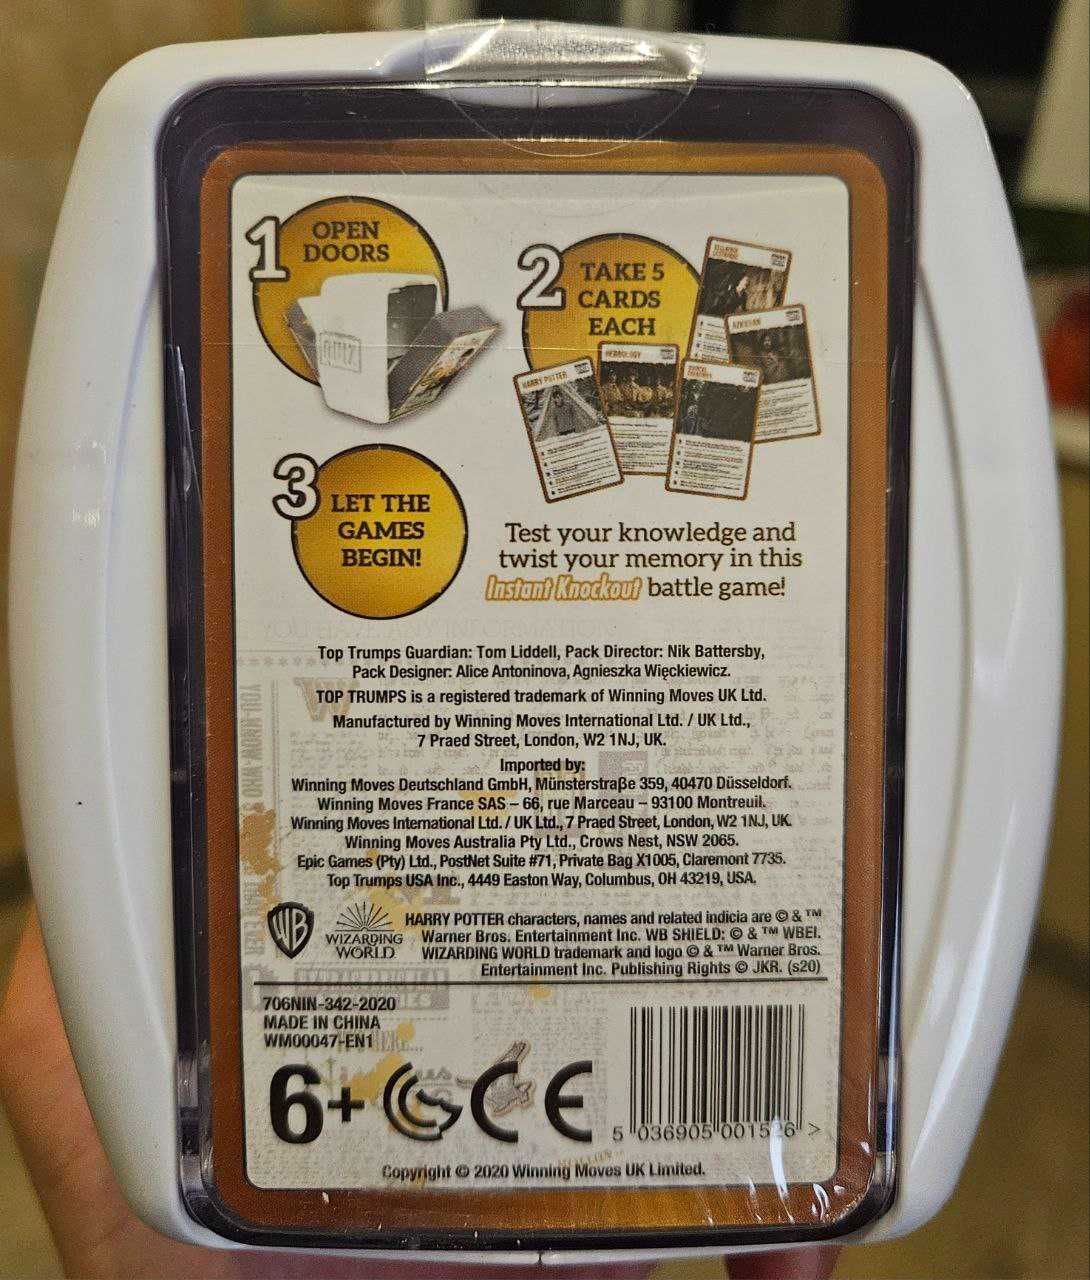 1 OPEN
DOORS
QUIZ
2 TAKE 5
CARDS
EACH
AZKABAN
HERBOLOGY
HARRY POTTER
3 LET THE
GAMES
BEGIN!
Test your knowledge and
twist your memory in this
Instant Knockout battle game!
Top Trumps Guardian: Tom Liddell, Pack Director: Nik Battersby,
Pack Designer: Alice Antoninova, Agnieszka Więckiewicz.
TOP TRUMPS is a registered trademark of Winning Moves UK Ltd.
Manufactured by Winning Moves International Ltd. / UK Ltd.,
7 Praed Street, London, W2 1NJ, UK.
Imported by:
Winning Moves Deutschland GmbH, Münsterstraße 359, 40470 Düsseldorf.
Winning Moves France SAS – 66, rue Marceau – 93100 Montreuil.
Winning Moves International Ltd. / UK Ltd., 7 Praed Street, London, W2 1NJ, UK.
Winning Moves Australia Pty Ltd., Crows Nest, NSW 2065.
Epic Games (Pty) Ltd., PostNet Suite #71, Private Bag X1005, Claremont 7735.
Top Trumps USA Inc., 4449 Easton Way, Columbus, OH 43219, USA.
WB
WIZARDING
WORLD
HARRY POTTER characters, names and related indicia are © & ™
Warner Bros. Entertainment Inc. WB SHIELD: © & ™ WBEI.
WIZARDING WORLD trademark and logo © & ™ Warner Bros.
Entertainment Inc. Publishing Rights © JKR. (s20)
706NIN-342-2020
MADE IN CHINA
WM00047-EN1
6+ CE
5 036905 001526 >
Copyright © 2020 Winning Moves UK Limited.